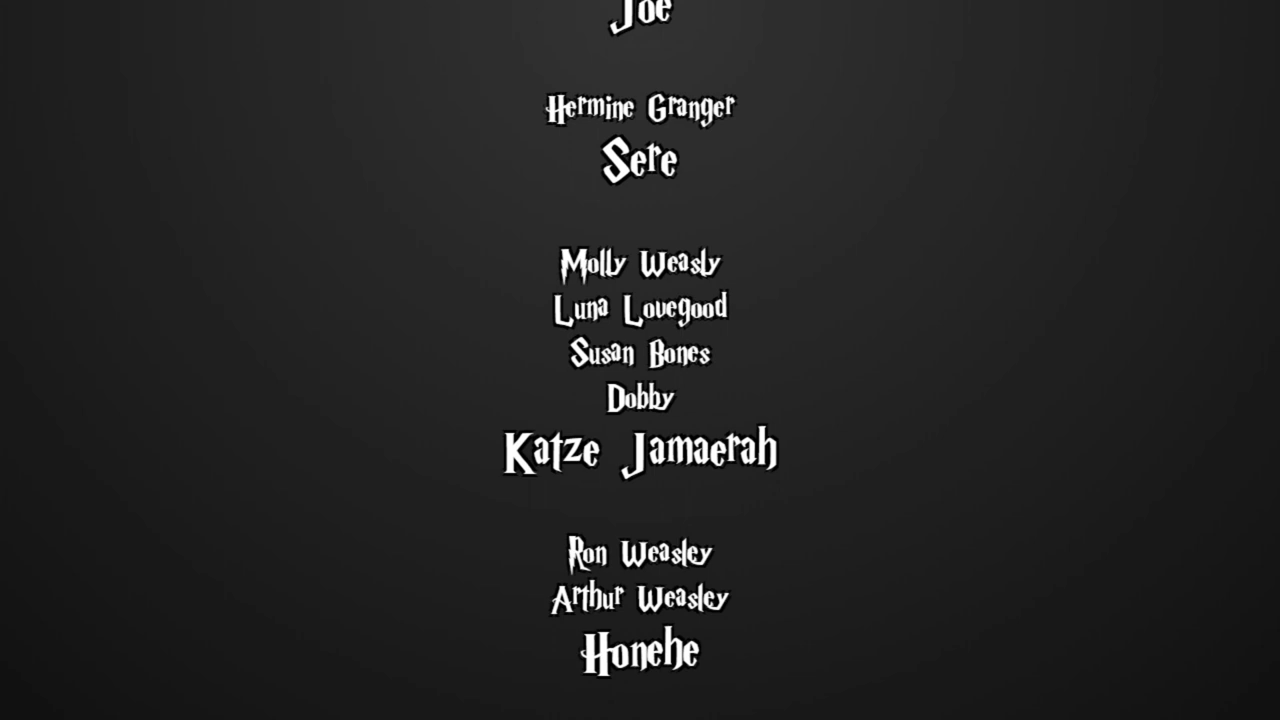 Joe
Hermine Granger
Sere
Molly Weasly
Luna Lovegood
Susan Bones
Dobby
Katze Jamaerah
Ron Weasley
Arthur Weasley
Honehe